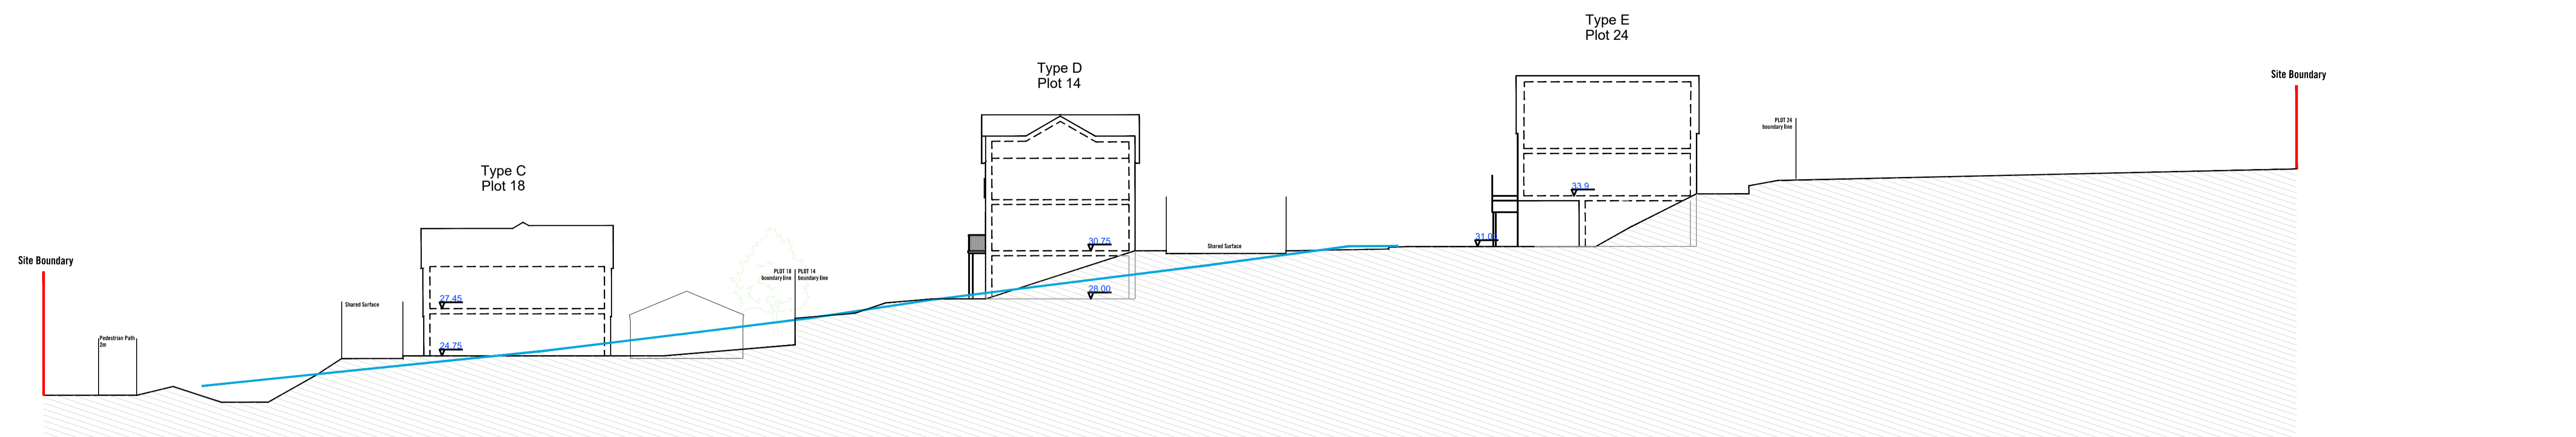 Type E
Plot 24
Type D
Plot 14
Site Boundary
PLOT 24
boundary line
Type C
Plot 18
33.9
30.75
Shared Surface
Site Boundary
PLOT 18
boundary line
PLOT 14
boundary line
28.00
27.45
Shared Surface
Pedestrian Path
2m
24.75